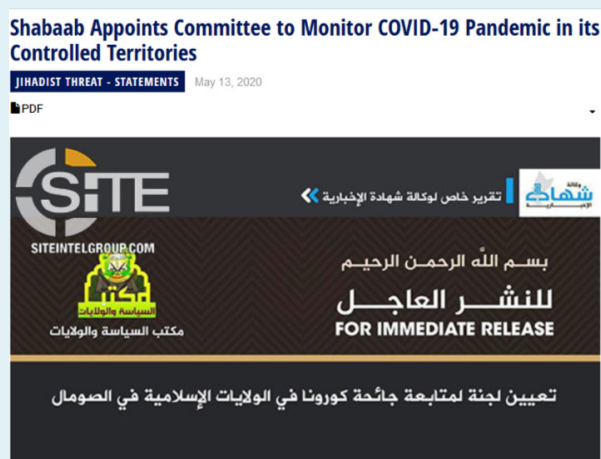 Shabaab Appoints Committee to Monitor COVID-19 Pandemic in its
Controlled Territories
JIHADIST THREAT - STATEMENTS May 13, 2020
PDF
SITE
SITEINTELGROUP.COM
وكالة
شهادة
الإخبارية
تقرير خاص لوكالة شهادة الإخبارية
بسم الله الرحمن الرحيم
للنشر العاجل
FOR IMMEDIATE RELEASE
مكتب
السياسة والولايات
مكتب السياسة والولايات
تعيين لجنة لمتابعة جائحة كورونا في الولايات الإسلامية في الصومال